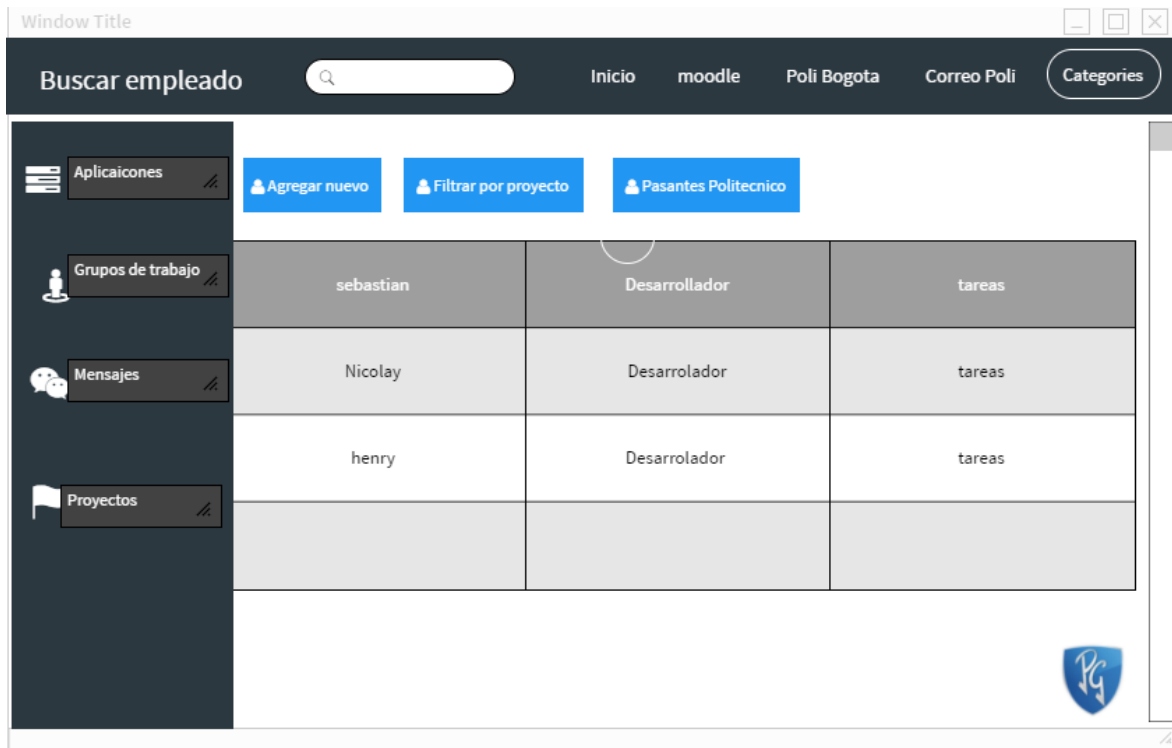 Window Title
Buscar empleado
Inicio
moodle
Poli Bogota
Correo Poli
Categories
Aplicaicones
Grupos de trabajo
Mensajes
Proyectos
Agregar nuevo
Filtrar por proyecto
Pasantes Politecnico
sebastian
Desarrollador
tareas
Nicolay
Desarrolador
tareas
henry
Desarrolador
tareas
PG